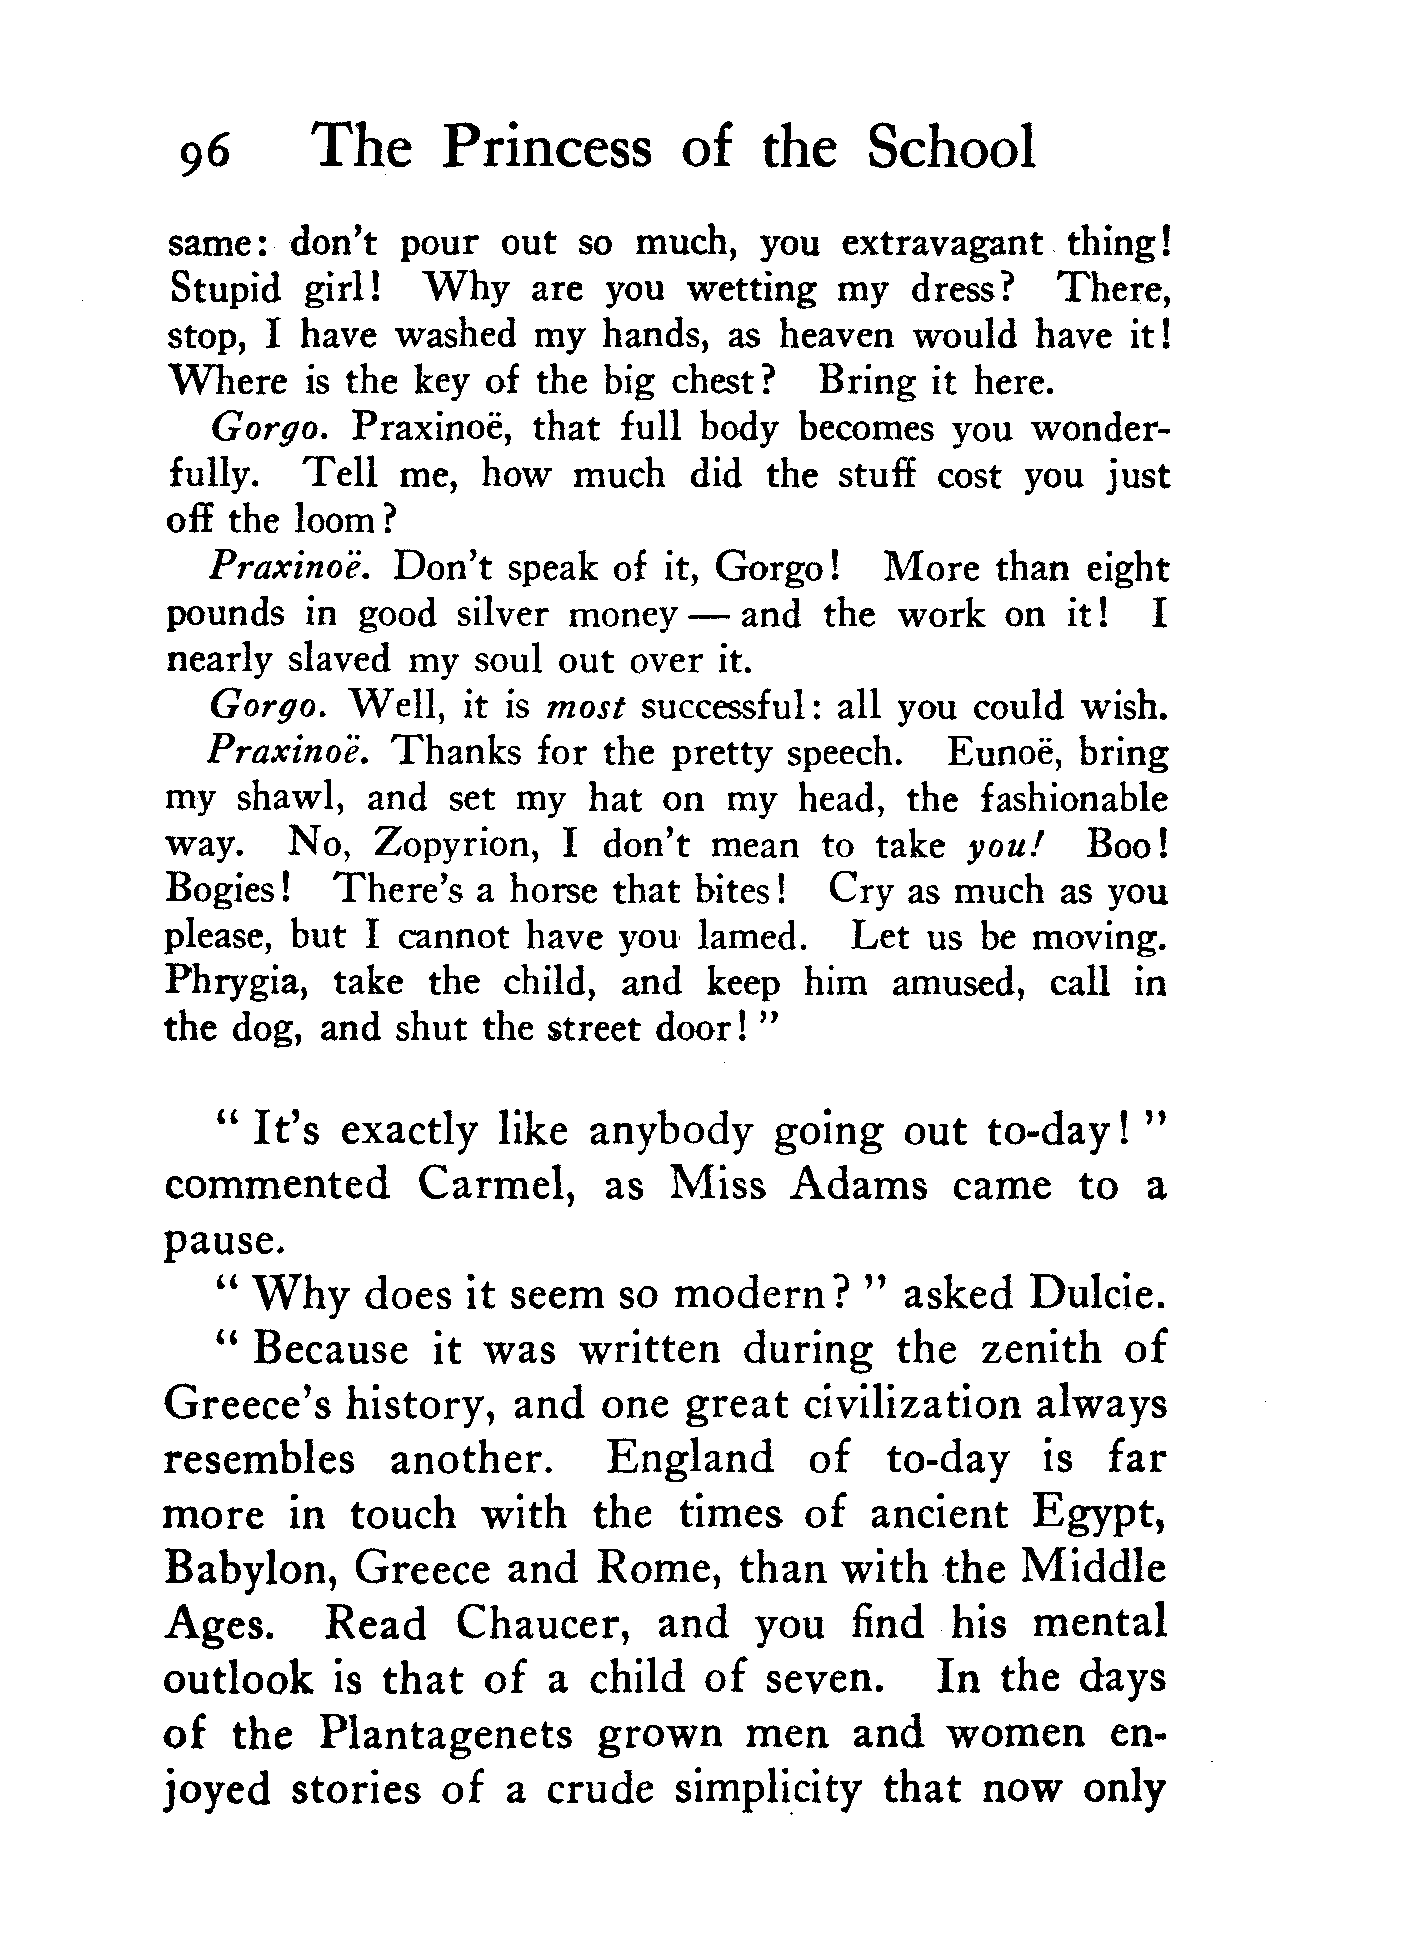 96 The Princess of the School
same: don't pour out so much, you extravagant thing!
Stupid girl! Why are you wetting my dress? There,
stop, I have washed my hands, as heaven would have it!
Where is the key of the big chest? Bring it here.
Gorgo. Praxinoë, that full body becomes you wonder-
fully. Tell me, how much did the stuff cost you just
off the loom?
Praxinoë. Don't speak of it, Gorgo! More than eight
pounds in good silver money — and the work on it! I
nearly slaved my soul out over it.
Gorgo. Well, it is most successful: all you could wish.
Praxinoë. Thanks for the pretty speech. Eunoë, bring
my shawl, and set my hat on my head, the fashionable
way. No, Zopyrion, I don't mean to take you! Boo!
Bogies! There's a horse that bites! Cry as much as you
please, but I cannot have you lamed. Let us be moving.
Phrygia, take the child, and keep him amused, call in
the dog, and shut the street door!"
"It's exactly like anybody going out to-day!"
commented Carmel, as Miss Adams came to a
pause.
"Why does it seem so modern?" asked Dulcie.
"Because it was written during the zenith of
Greece's history, and one great civilization always
resembles another. England of to-day is far
more in touch with the times of ancient Egypt,
Babylon, Greece and Rome, than with the Middle
Ages. Read Chaucer, and you find his mental
outlook is that of a child of seven. In the days
of the Plantagenets grown men and women en-
joyed stories of a crude simplicity that now only